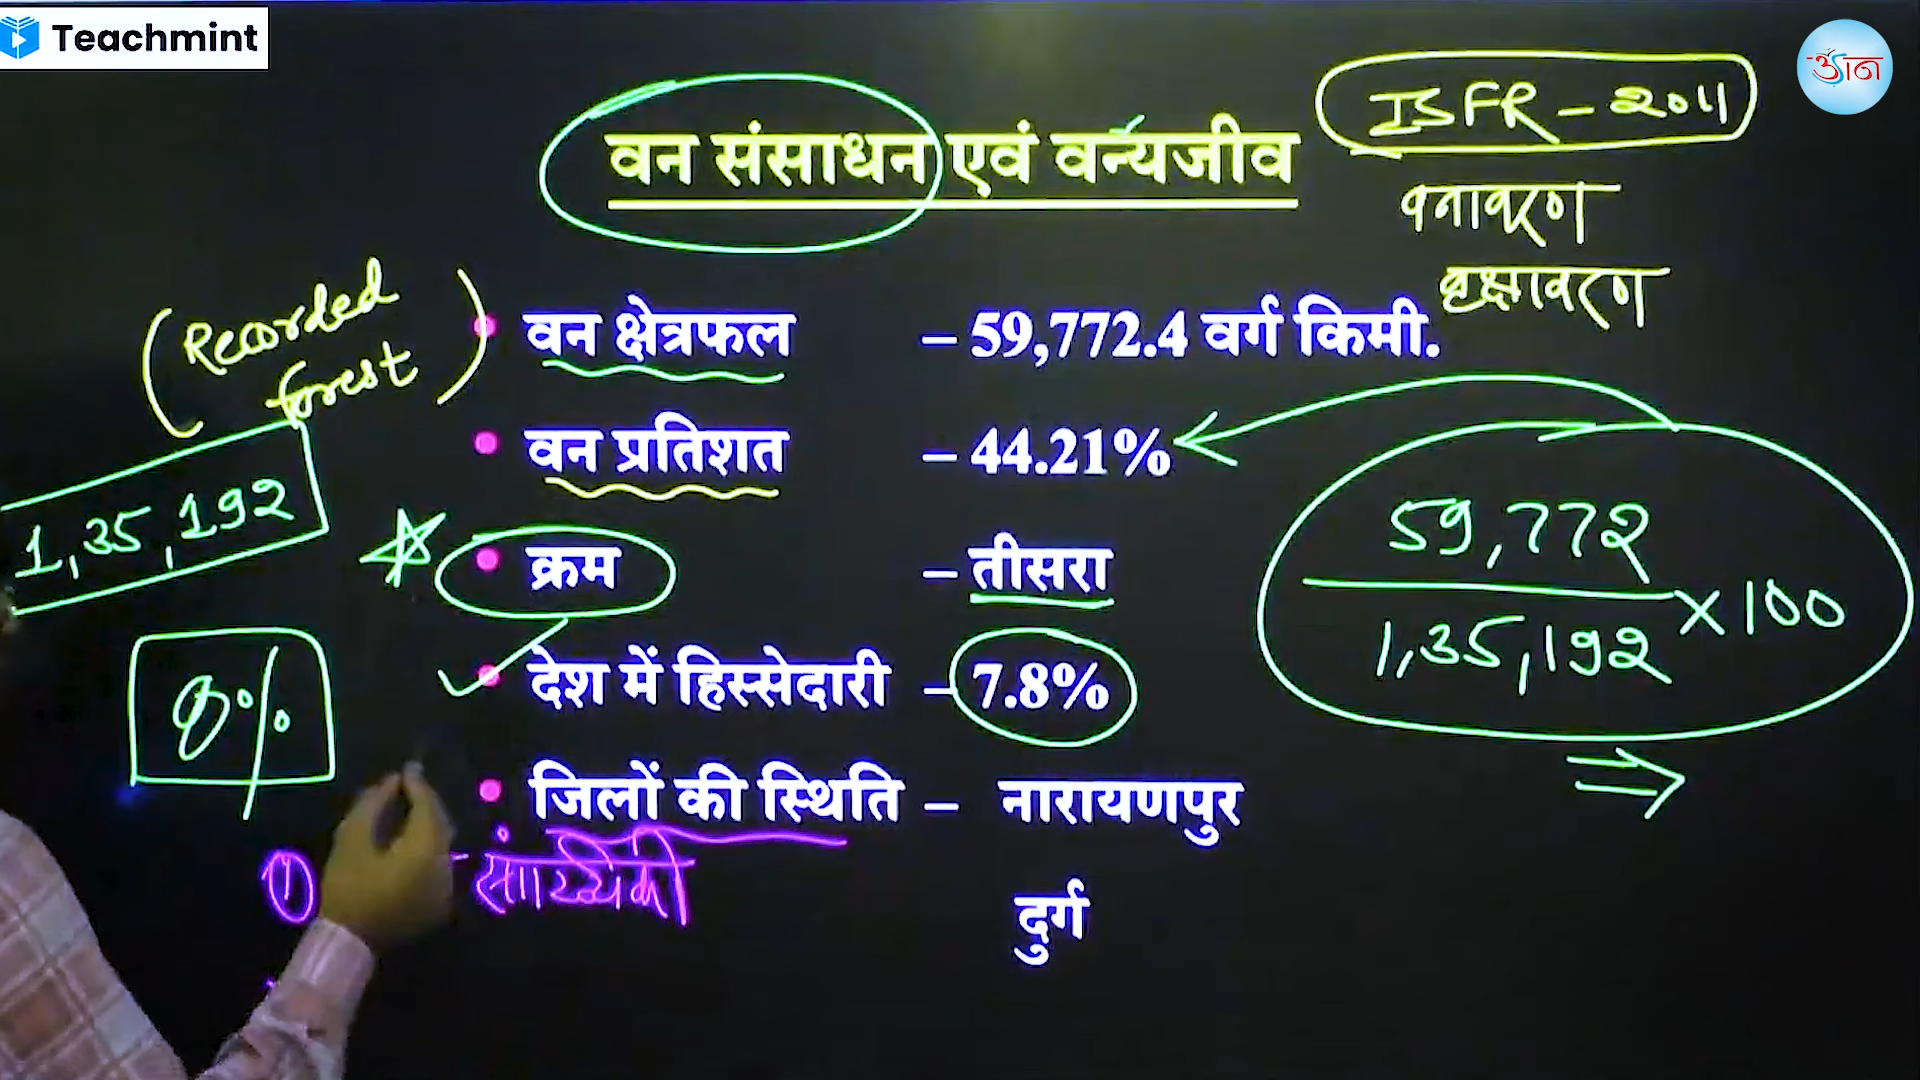 Teachmint
ज्ञान
वन संसाधन एवं वन्यजीव
ISFR - 2011
वनावरण
वृक्षावरण
(Recorded
forest)
• वन क्षेत्रफल – 59,772.4 वर्ग किमी.
• वन प्रतिशत – 44.21%
1,35,192
• क्रम – तीसरा
59,772
1,35,192 × 100
• देश में हिस्सेदारी – 7.8%
8%
• जिलों की स्थिति – नारायणपुर
①
सांख्यिकी
दुर्ग